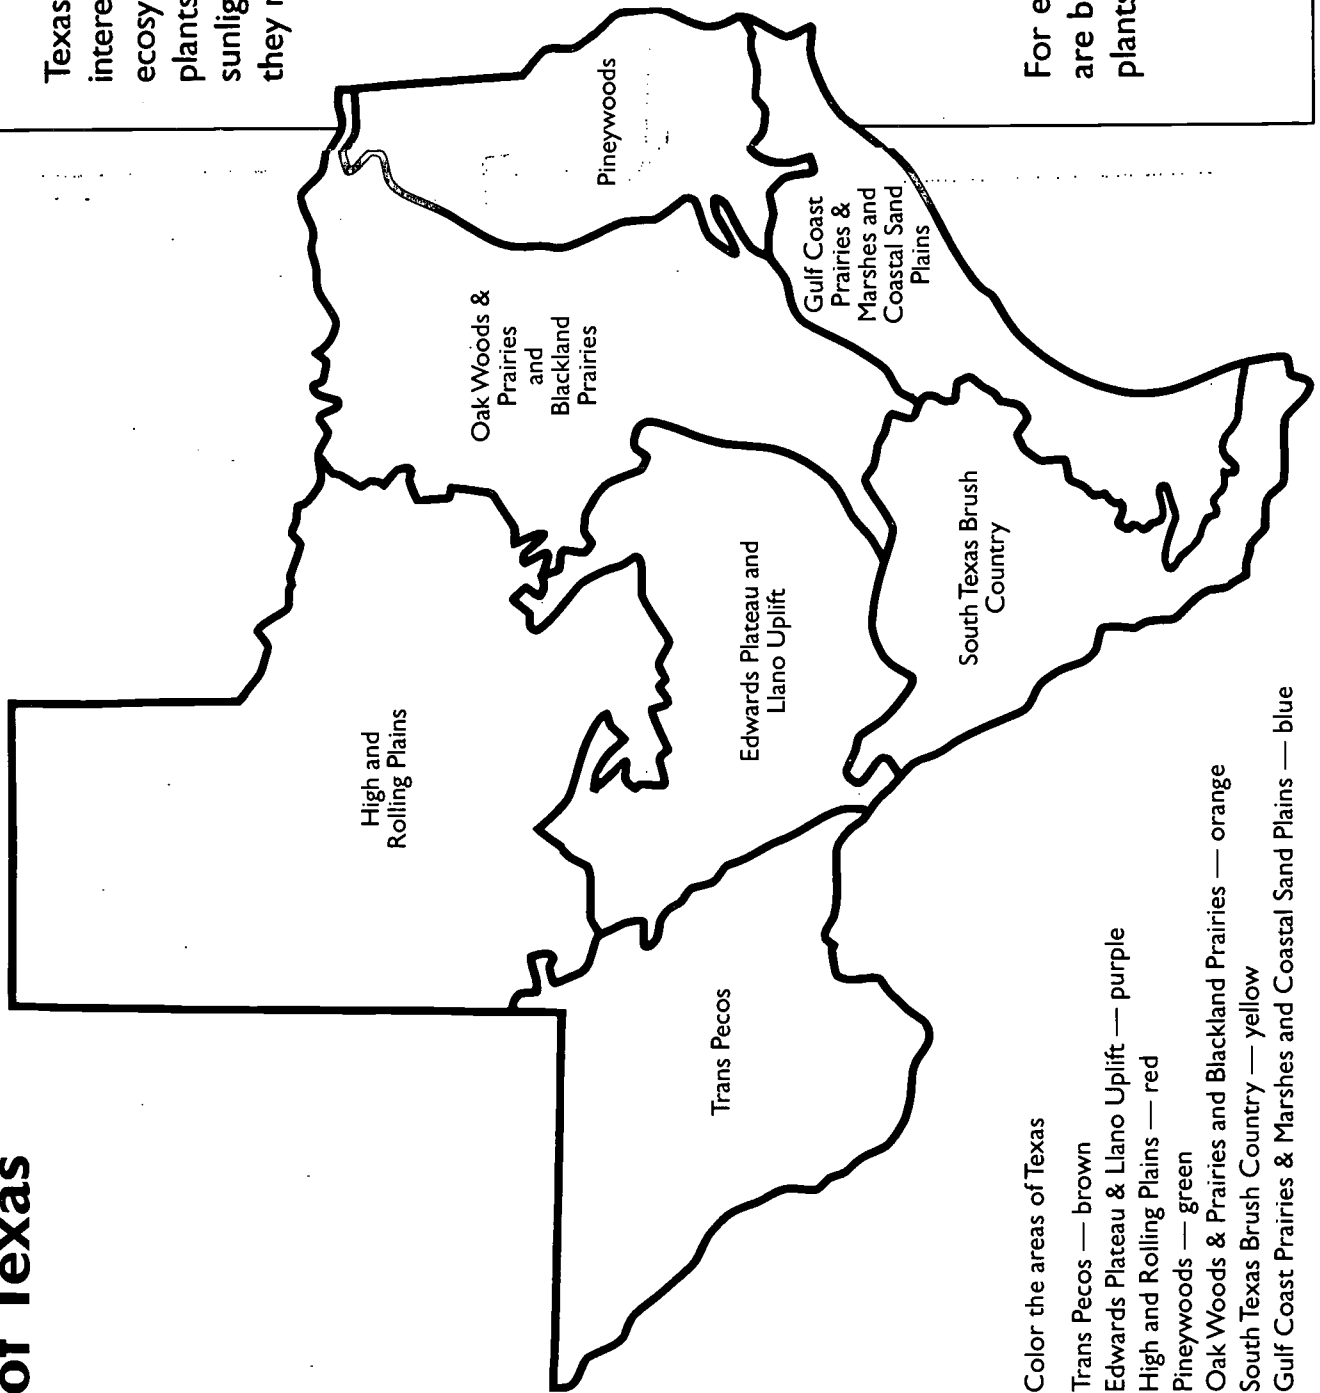 of Texas
Texas
intere
ecosy
plants
sunlig
they
High and
Rolling Plains
Oak Woods &
Prairies
and
Blackland
Prairies
Pineywoods
Trans Pecos
Edwards Plateau and
Llano Uplift
Gulf Coast
Prairies &
Marshes and
Coastal Sand
Plains
South Texas Brush
Country
Color the areas of Texas
Trans Pecos — brown
Edwards Plateau & Llano Uplift — purple
High and Rolling Plains — red
Pineywoods — green
Oak Woods & Prairies and Blackland Prairies — orange
South Texas Brush Country — yellow
Gulf Coast Prairies & Marshes and Coastal Sand Plains — blue
For e
are b
plants